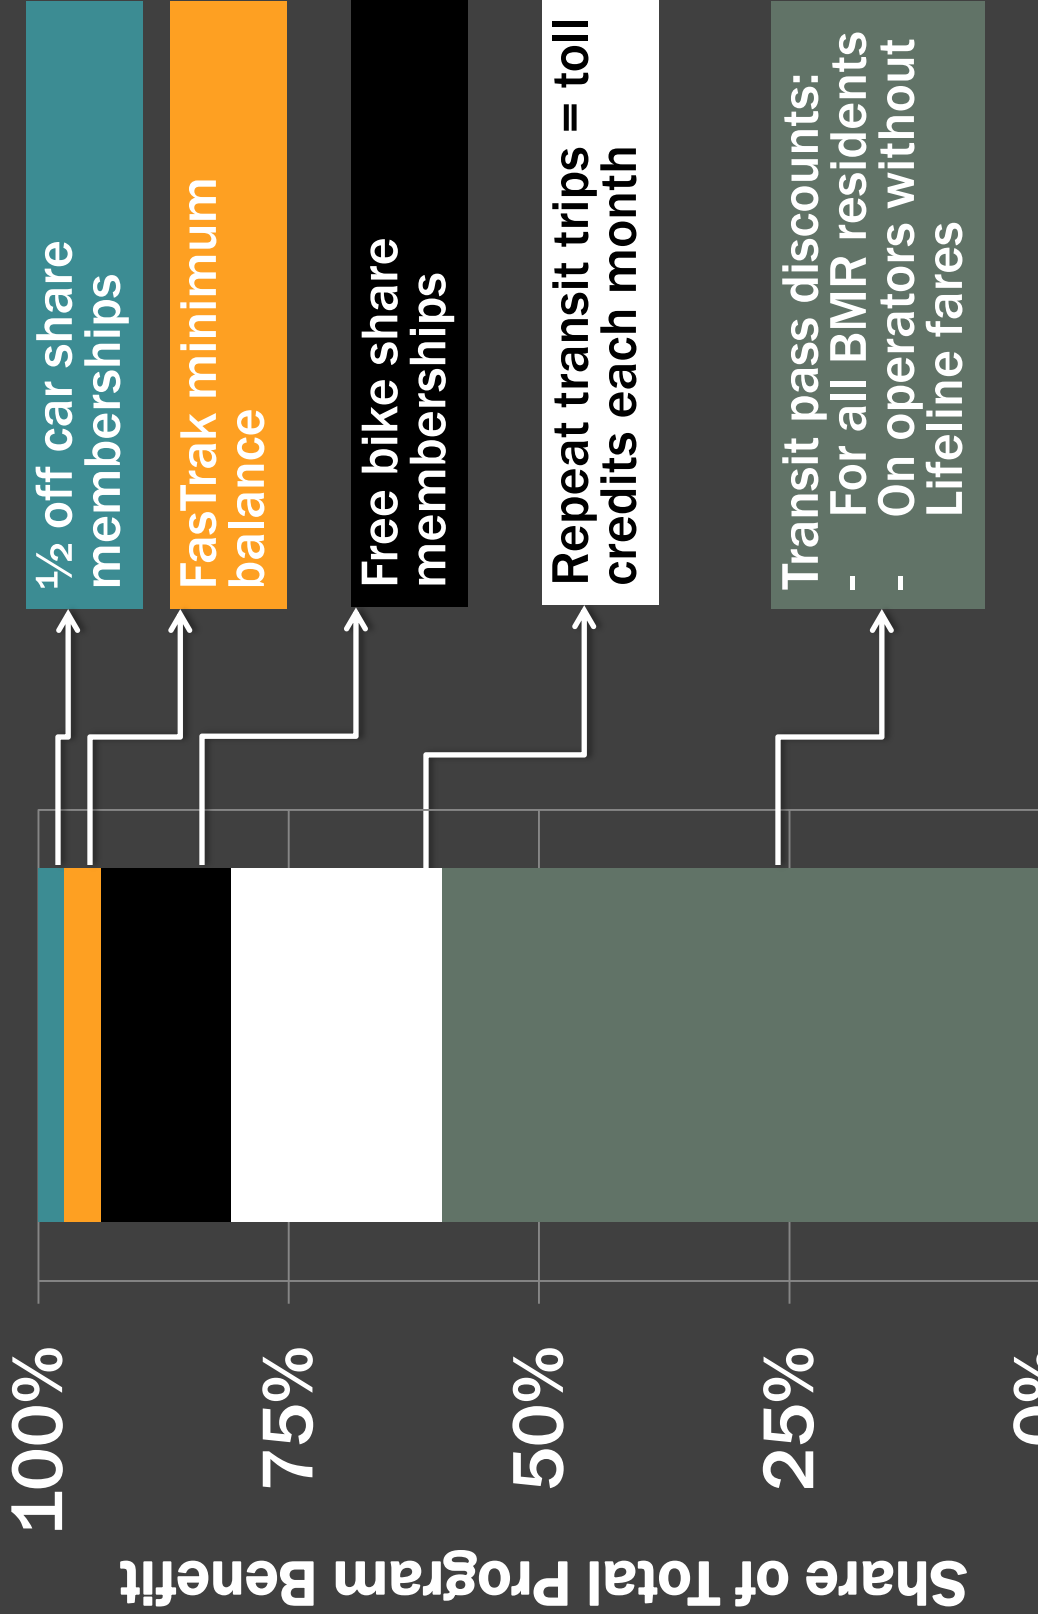 ½ off car share
memberships
FasTrak minimum
balance
Free bike share
memberships
Repeat transit trips = toll
credits each month
Transit pass discounts:
- For all BMR residents
- On operators without
Lifeline fares
100%
75%
50%
25%
0%
Share of Total Program Benefit